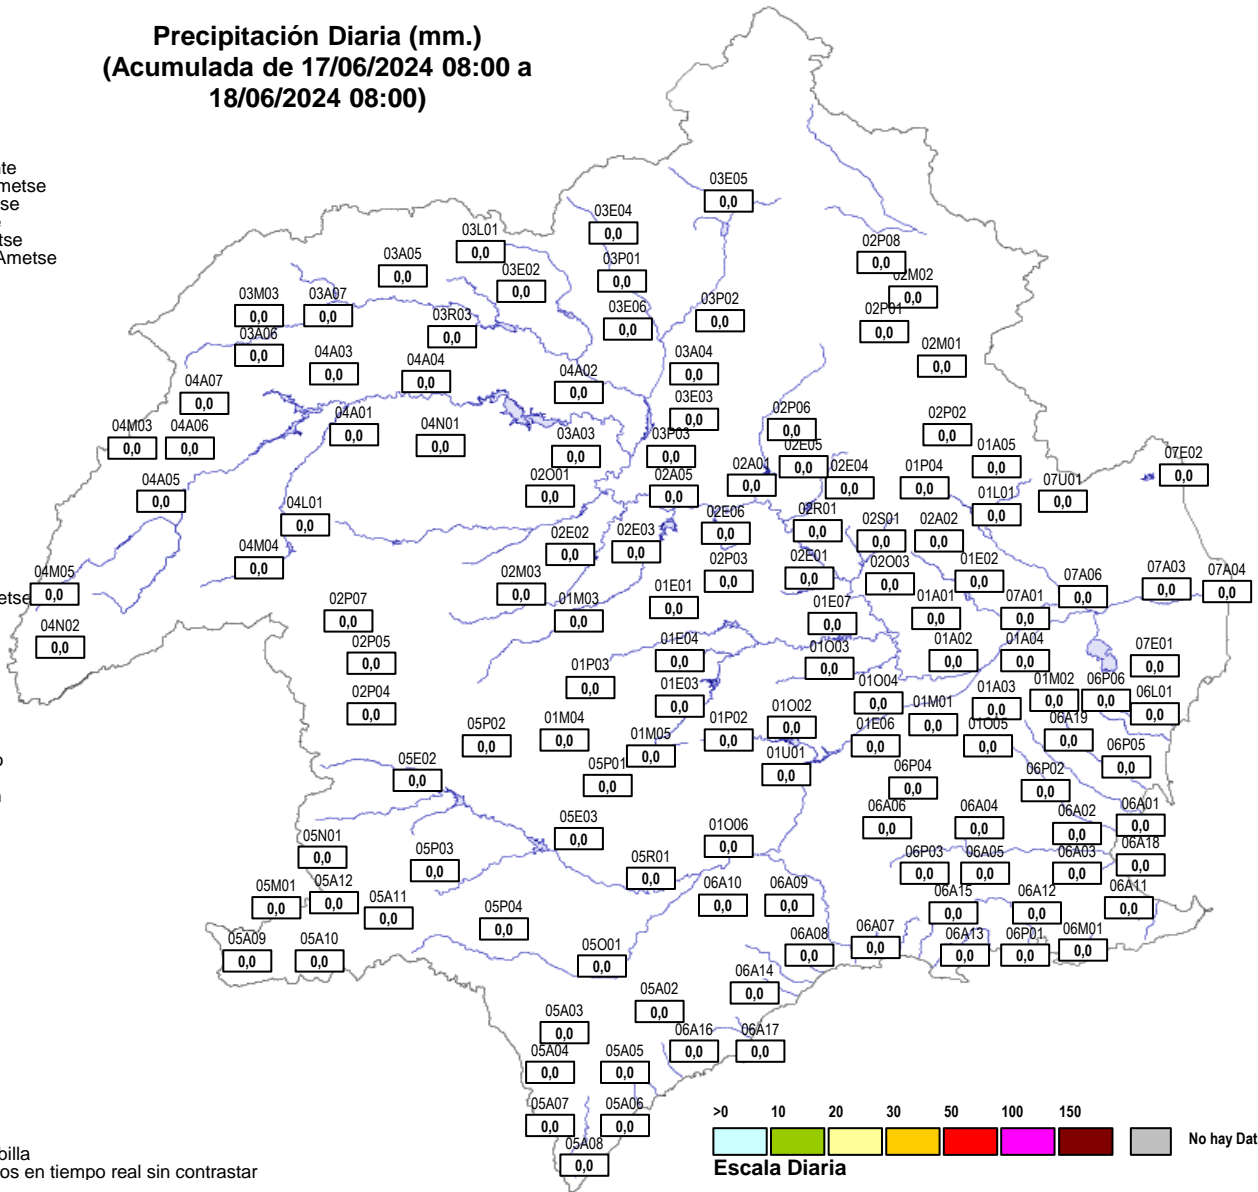 Precipitación Diaria (mm.)
(Acumulada de 17/06/2024 08:00 a
18/06/2024 08:00)
nte
metse
se
e
tse
Ametse
03E05
0,0
03E04
0,0
03L01
0,0
03A05
0,0
03E02
0,0
03P01
0,0
02P08
0,0
02M02
0,0
03M03
0,0
03A07
0,0
03R03
0,0
03E06
0,0
03P02
0,0
02P01
0,0
03A06
0,0
04A03
0,0
04A04
0,0
04A02
0,0
03A04
0,0
02M01
0,0
04A07
0,0
03E03
0,0
04M03
0,0
04A06
0,0
04A01
0,0
04N01
0,0
03A03
0,0
03P03
0,0
02P06
0,0
02E05
0,0
02P02
0,0
01A05
0,0
07E02
0,0
04A05
0,0
02O01
0,0
02A05
0,0
02A01
0,0
02E04
0,0
01P04
0,0
01L01
0,0
07U01
0,0
04L01
0,0
02E06
0,0
02R01
0,0
02S01
0,0
02A02
0,0
04M04
0,0
02E02
0,0
02E03
0,0
02P03
0,0
02E01
0,0
02O03
0,0
01E02
0,0
04M05
0,0
etse
02M03
0,0
01M03
0,0
01E01
0,0
01E07
0,0
01A01
0,0
07A01
0,0
07A06
0,0
07A03
0,0
07A04
0,0
04N02
0,0
02P07
0,0
02P05
0,0
02P04
0,0
01E04
0,0
01P03
0,0
01E03
0,0
01O03
0,0
01A02
0,0
01A04
0,0
07E01
0,0
01O04
0,0
01M01
0,0
01A03
0,0
01M02
0,0
06P06
0,0
06L01
0,0
05P02
0,0
01M04
0,0
01M05
0,0
01P02
0,0
01O02
0,0
01E06
0,0
01O05
0,0
06A19
0,0
06P05
0,0
o
05E02
0,0
05P01
0,0
01U01
0,0
06P04
0,0
06P02
0,0
05E03
0,0
01O06
0,0
06A06
0,0
06A04
0,0
06A02
0,0
06A01
0,0
05N01
0,0
05P03
0,0
05R01
0,0
06P03
0,0
06A05
0,0
06A03
0,0
06A18
0,0
05M01
0,0
05A12
0,0
05A11
0,0
05P04
0,0
06A10
0,0
06A09
0,0
06A15
0,0
06A12
0,0
06A11
0,0
05A09
0,0
05A10
0,0
05O01
0,0
06A08
0,0
06A07
0,0
06A13
0,0
06P01
0,0
06M01
0,0
05A03
0,0
05A02
0,0
06A14
0,0
05A04
0,0
05A05
0,0
06A16
0,0
06A17
0,0
05A07
0,0
05A06
0,0
05A08
0,0
>0 10 20 30 50 100 150
No hay Dat
Escala Diaria
billa
os en tiempo real sin contrastar